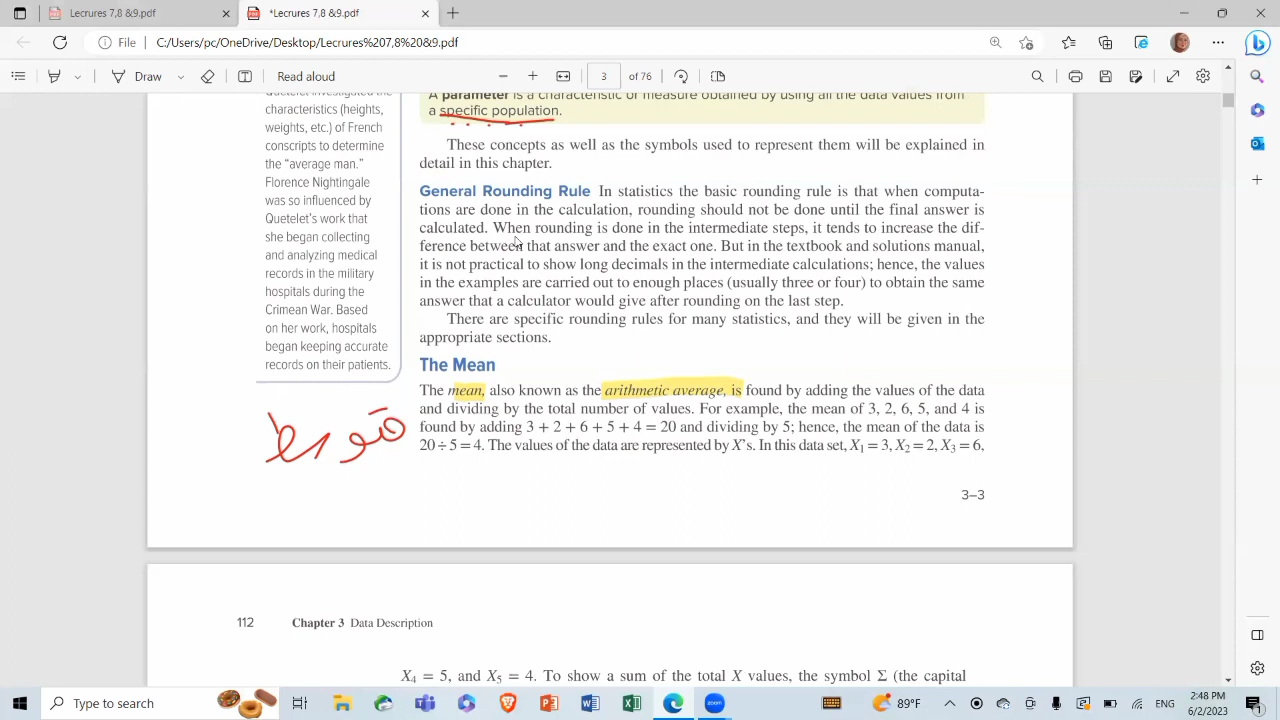 Lecrures 7,8 &9.pdf
*Lecrures 7,8 &9.pdf
File
C:/Users/pc/OneDrive/Desktop/Lecrures%207,8%20&9.pdf
Draw
Read aloud
3
of 76
Quetelet investigated the
characteristics (heights,
weights, etc.) of French
conscripts to determine
the “average man.”
Florence Nightingale
was so influenced by
Quetelet’s work that
she began collecting
and analyzing medical
records in the military
hospitals during the
Crimean War. Based
on her work, hospitals
began keeping accurate
records on their patients.
A parameter is a characteristic or measure obtained by using all the data values from
a specific population.
These concepts as well as the symbols used to represent them will be explained in
detail in this chapter.
General Rounding Rule In statistics the basic rounding rule is that when computa-
tions are done in the calculation, rounding should not be done until the final answer is
calculated. When rounding is done in the intermediate steps, it tends to increase the dif-
ference between that answer and the exact one. But in the textbook and solutions manual,
it is not practical to show long decimals in the intermediate calculations; hence, the values
in the examples are carried out to enough places (usually three or four) to obtain the same
answer that a calculator would give after rounding on the last step.
There are specific rounding rules for many statistics, and they will be given in the
appropriate sections.
The Mean
The mean, also known as the arithmetic average, is found by adding the values of the data
and dividing by the total number of values. For example, the mean of 3, 2, 6, 5, and 4 is
found by adding 3 + 2 + 6 + 5 + 4 = 20 and dividing by 5; hence, the mean of the data is
20 ÷ 5 = 4. The values of the data are represented by X’s. In this data set, X₁ = 3, X₂ = 2, X₃ = 6,
3–3
112 Chapter 3 Data Description
X₄ = 5, and X₅ = 4. To show a sum of the total X values, the symbol Σ (the capital
Type here to search
zoom
89°F
2:48 PM
6/2/2023